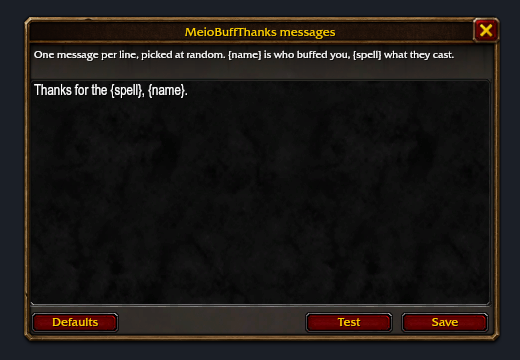 MeioBuffThanks messages
One message per line, picked at random. {name} is who buffed you, {spell} what they cast.
Thanks for the {spell}, {name}.
Defaults
Test
Save